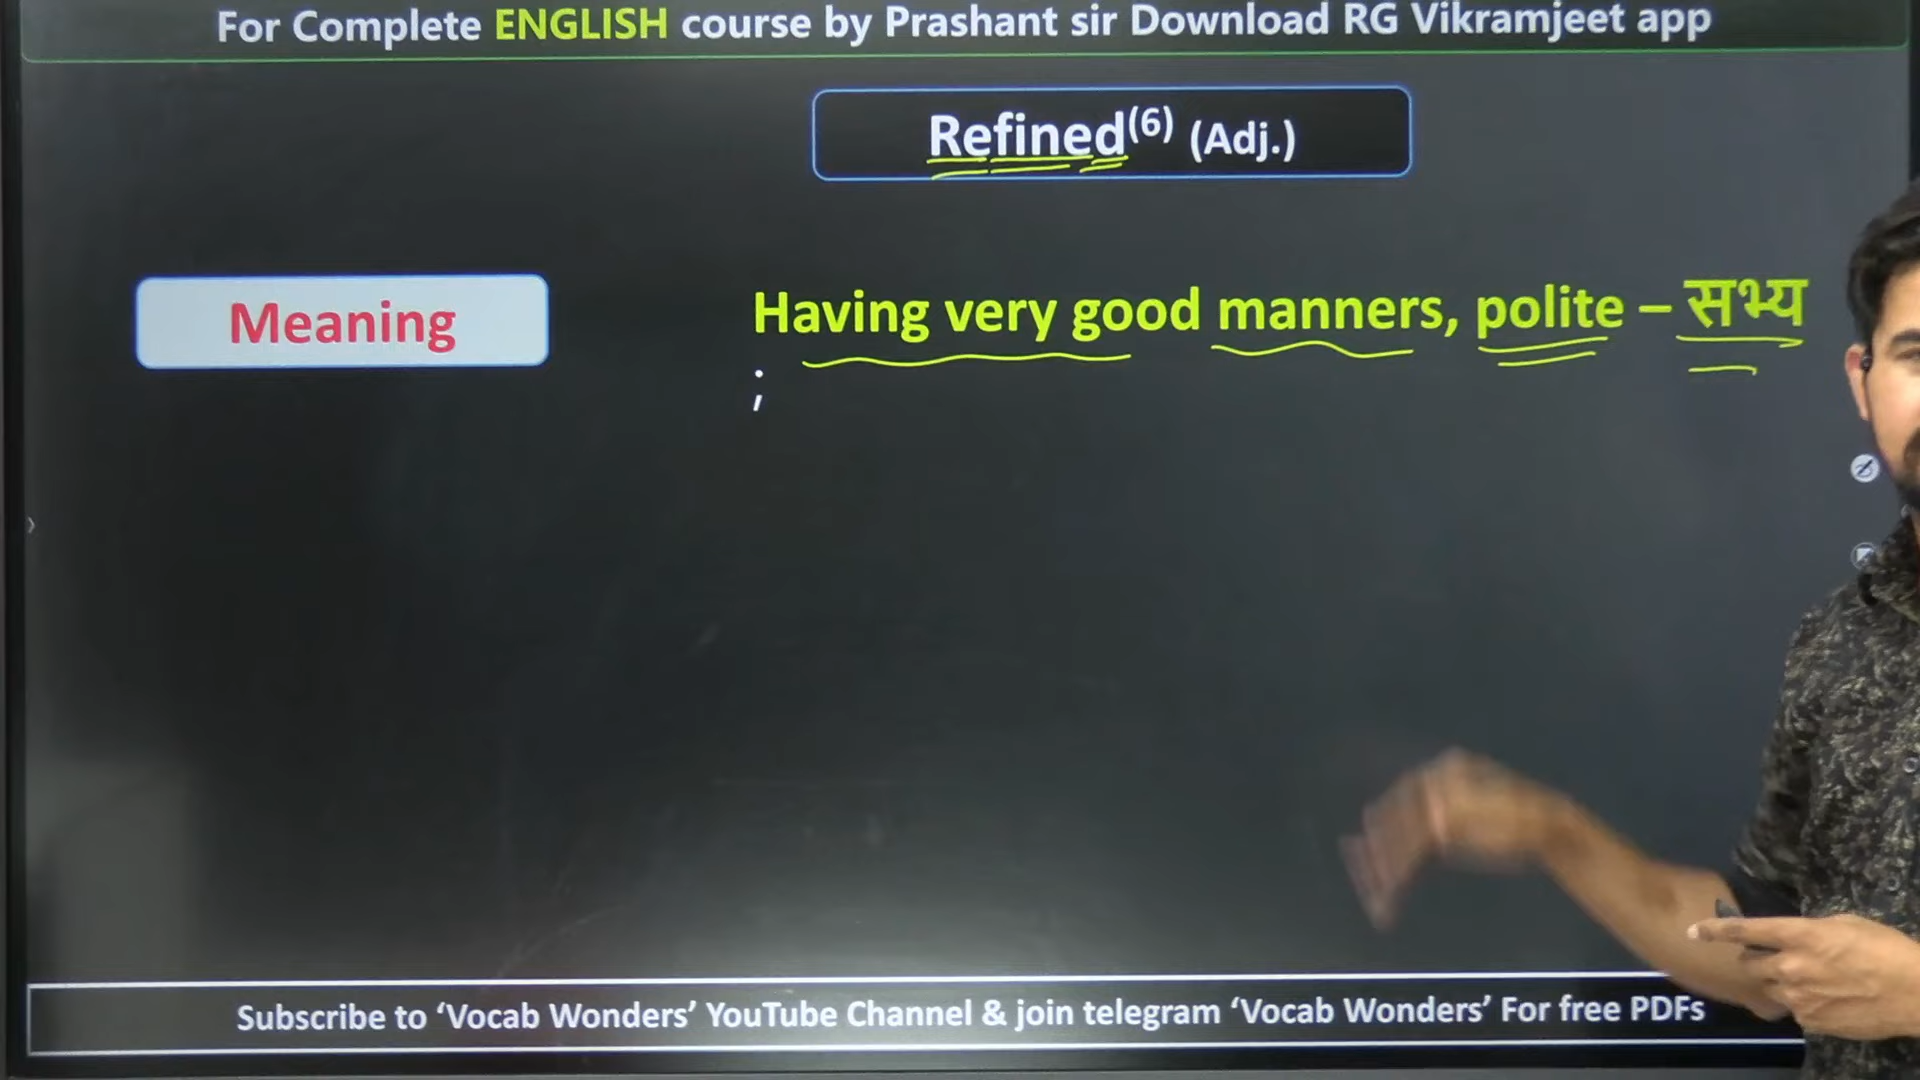 For Complete ENGLISH course by Prashant sir Download RG Vikramjeet app
Refined(6) (Adj.)
Meaning
Having very good manners, polite – सभ्य
;
Subscribe to ‘Vocab Wonders’ YouTube Channel & join telegram ‘Vocab Wonders’ For free PDFs